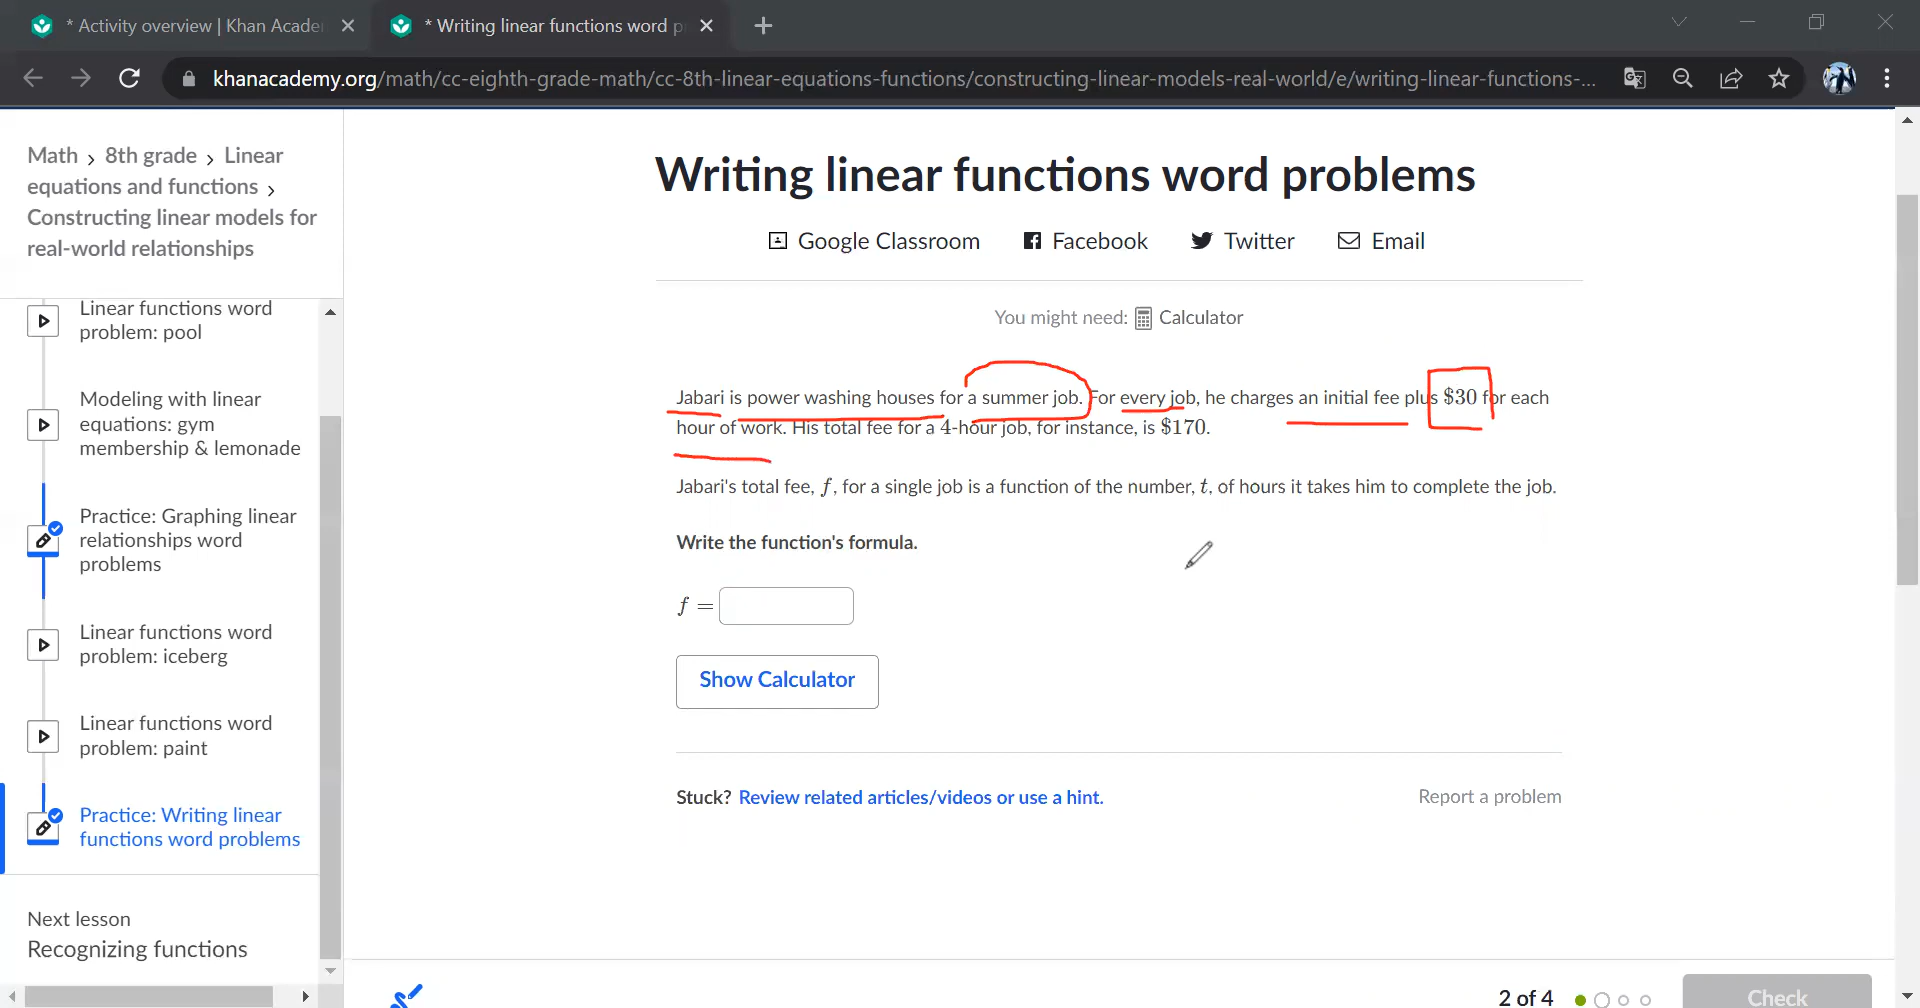 * Activity overview | Khan Acade
* Writing linear functions word p
khanacademy.org/math/cc-eighth-grade-math/cc-8th-linear-equations-functions/constructing-linear-models-real-world/e/writing-linear-functions-...
Math › 8th grade › Linear
equations and functions ›
Constructing linear models for
real-world relationships
Linear functions word
problem: pool
Modeling with linear
equations: gym
membership & lemonade
Practice: Graphing linear
relationships word
problems
Linear functions word
problem: iceberg
Linear functions word
problem: paint
Practice: Writing linear
functions word problems
Next lesson
Recognizing functions
Writing linear functions word problems
Google Classroom Facebook Twitter Email
You might need: Calculator
Jabari is power washing houses for a summer job. For every job, he charges an initial fee plus $30 for each
hour of work. His total fee for a 4-hour job, for instance, is $170.
Jabari's total fee, f, for a single job is a function of the number, t, of hours it takes him to complete the job.
Write the function's formula.
f =
Show Calculator
Stuck? Review related articles/videos or use a hint.
Report a problem
2 of 4
Check